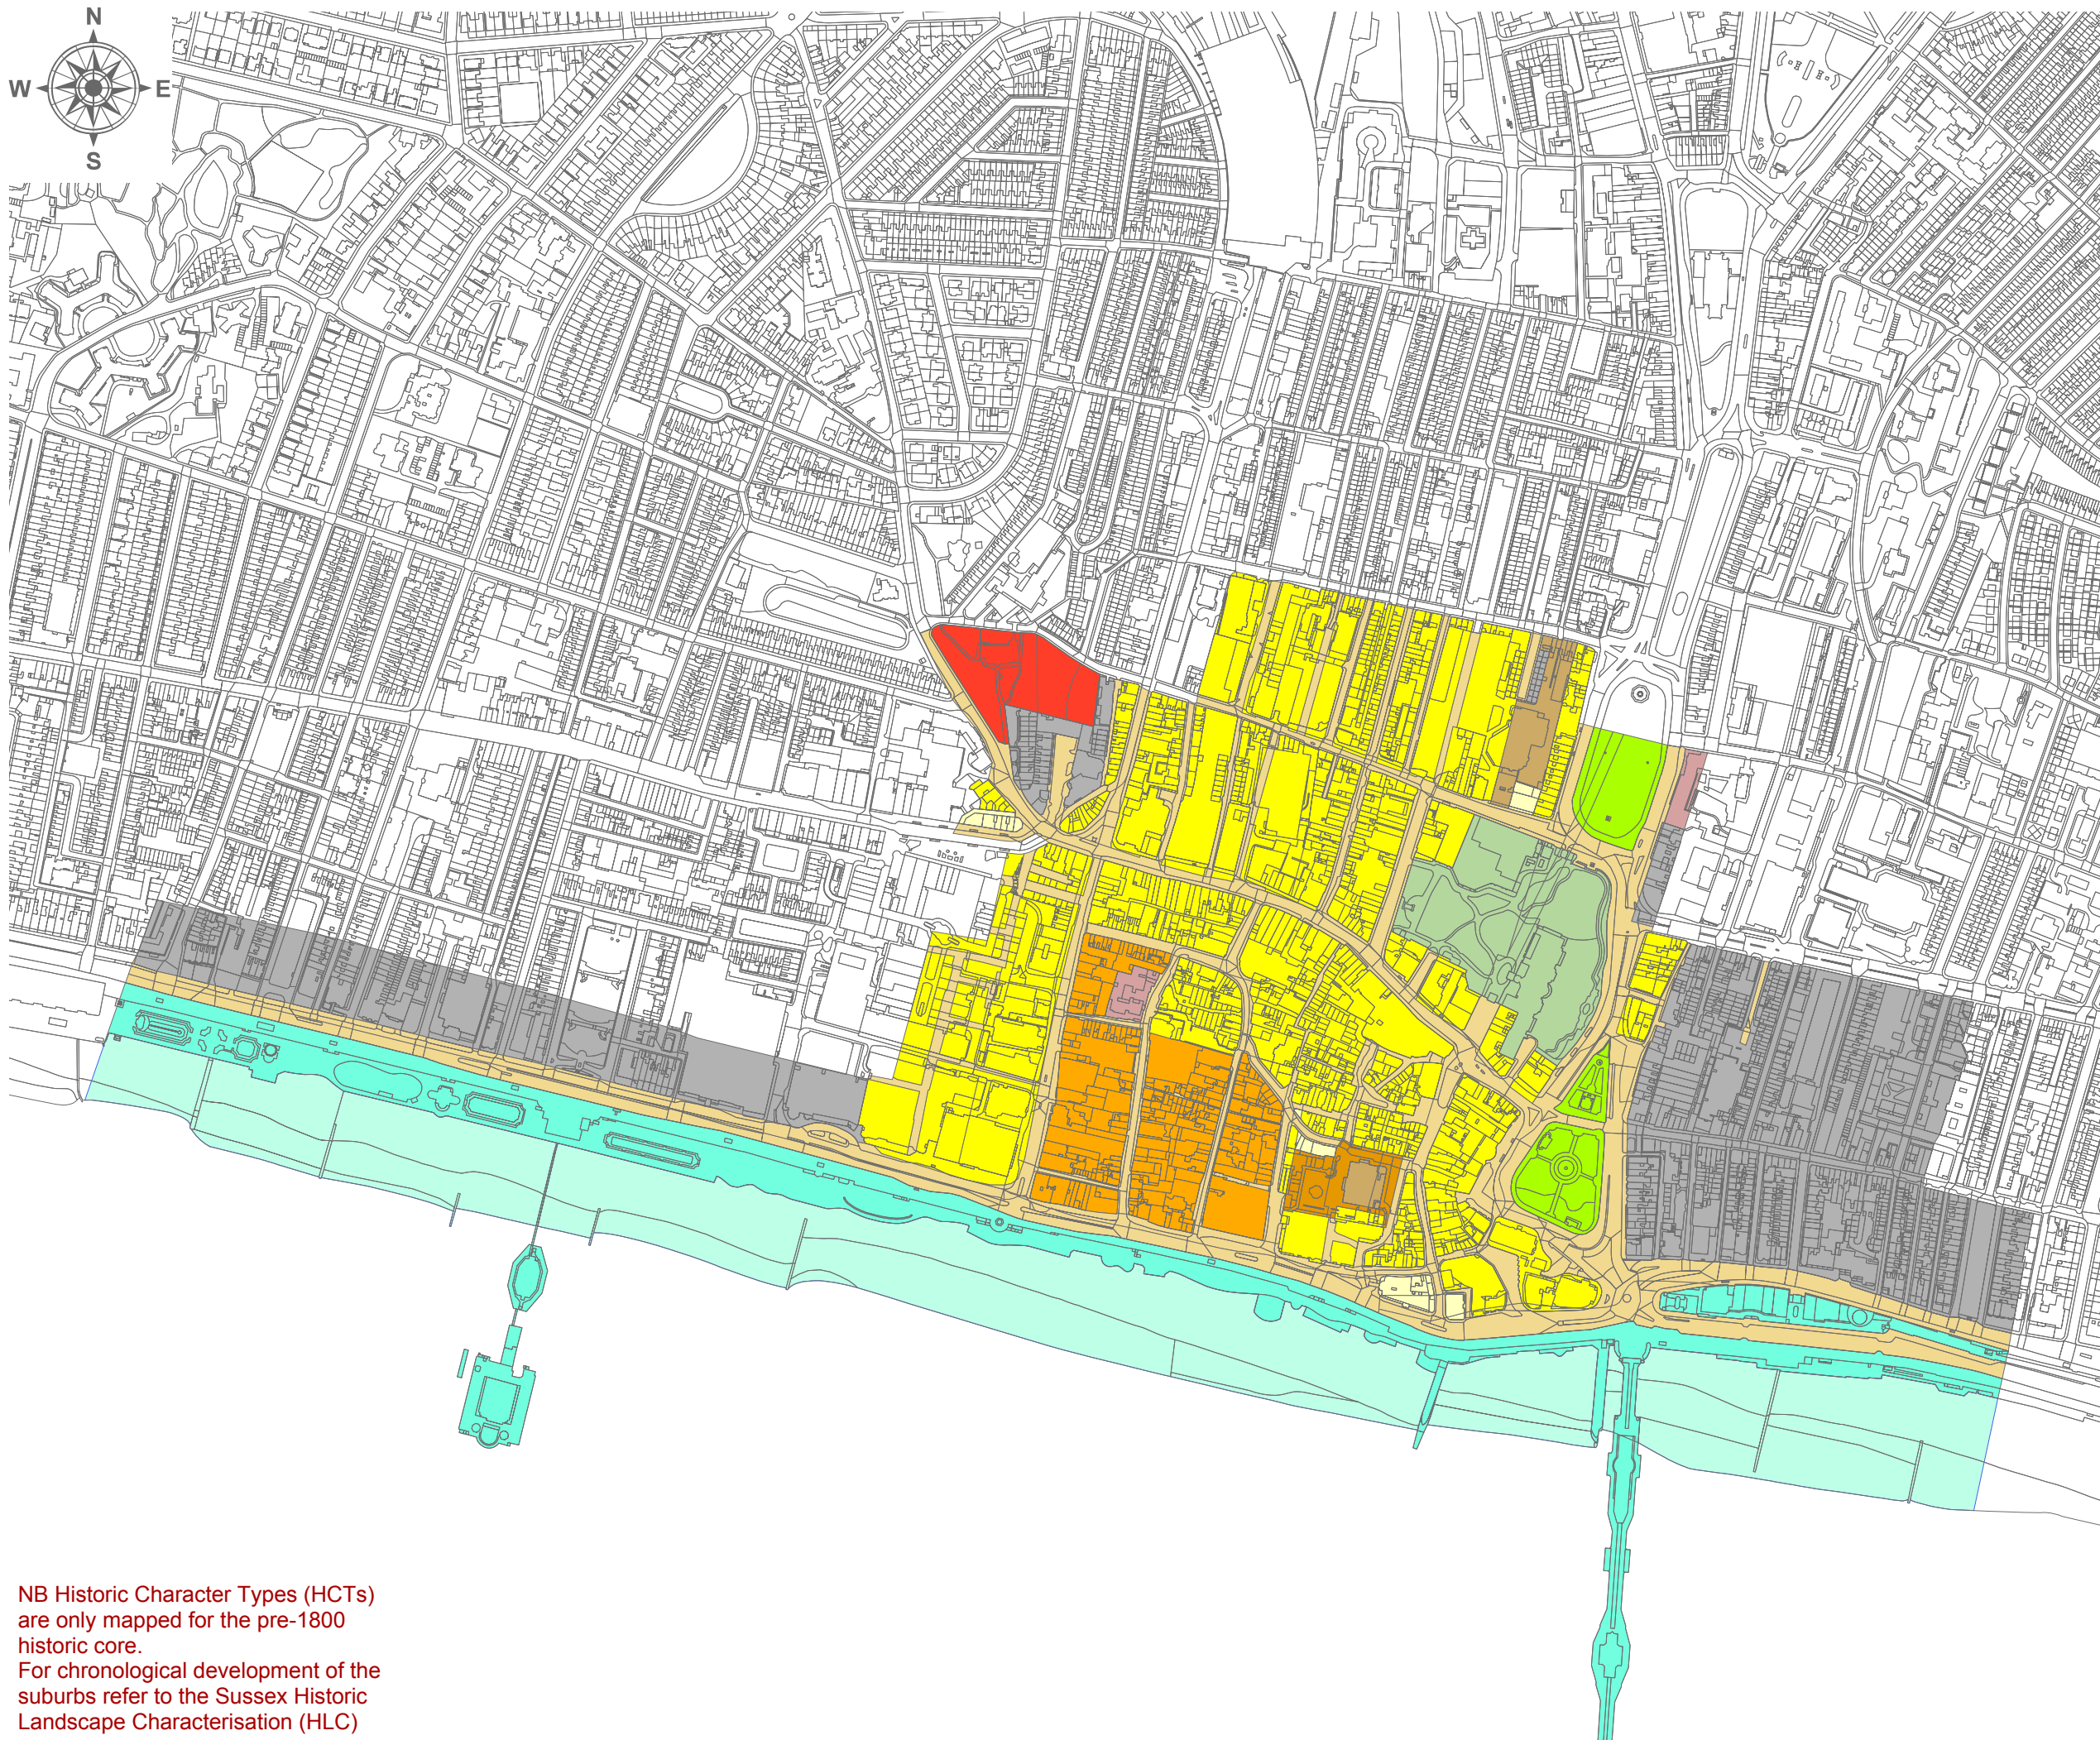 N
W E
S
NB Historic Character Types (HCTs)
are only mapped for the pre-1800
historic core.
For chronological development of the
suburbs refer to the Sussex Historic
Landscape Characterisation (HLC)